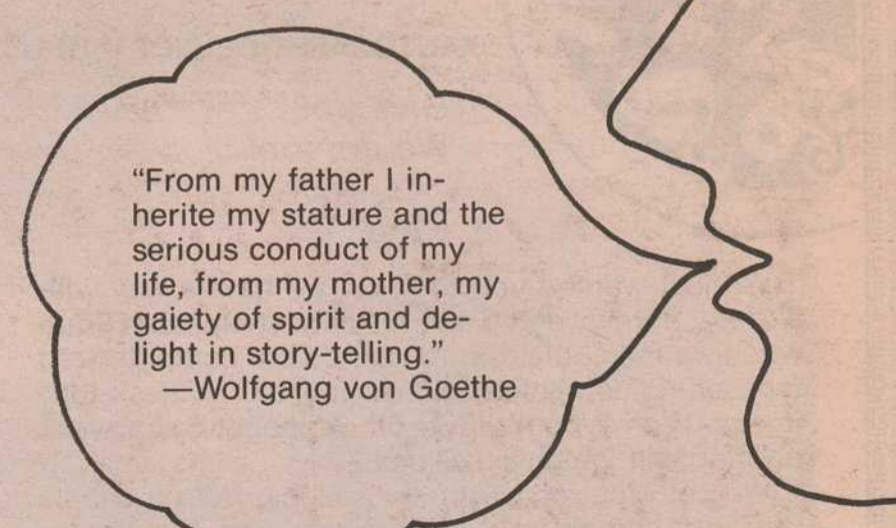 “From my father I in-
herite my stature and the
serious conduct of my
life, from my mother, my
gaiety of spirit and de-
light in story-telling.”
—Wolfgang von Goethe